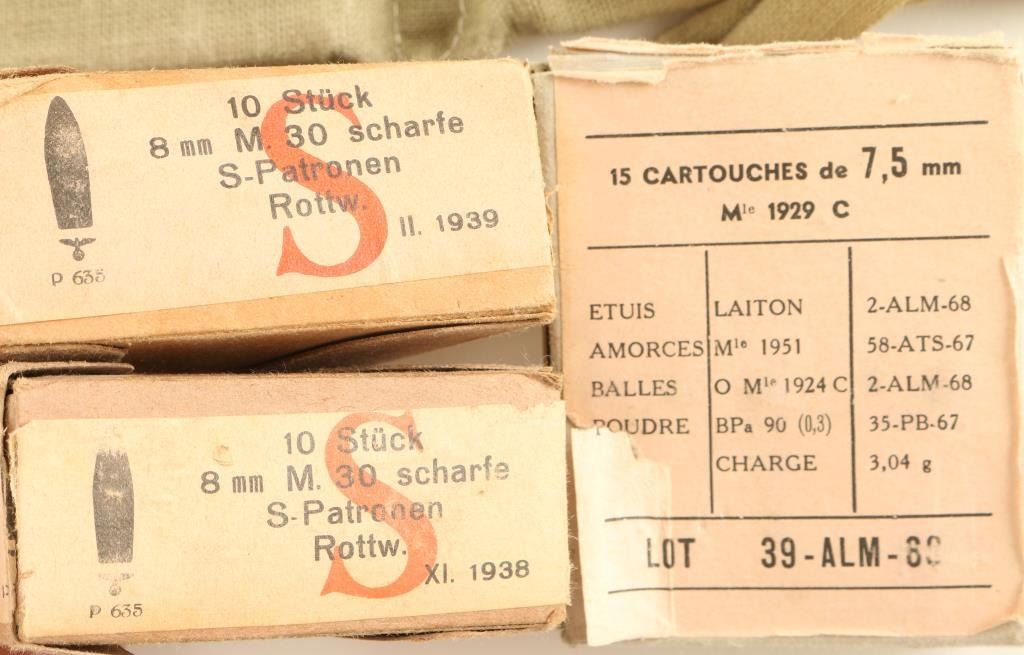 10 Stück
8 mm M. 30 scharfe
S-Patronen
Rottw.
II. 1939
S
P 635
10 Stück
8 mm M. 30 scharfe
S-Patronen
Rottw.
XI. 1938
S
P 635
15 CARTOUCHES de 7,5 mm
Mle 1929 C
ETUIS LAITON 2-ALM-68
AMORCES Mle 1951 58-ATS-67
BALLES O Mle 1924 C 2-ALM-68
POUDRE BPa 90 (0,3) 35-PB-67
CHARGE 3,04 g
LOT